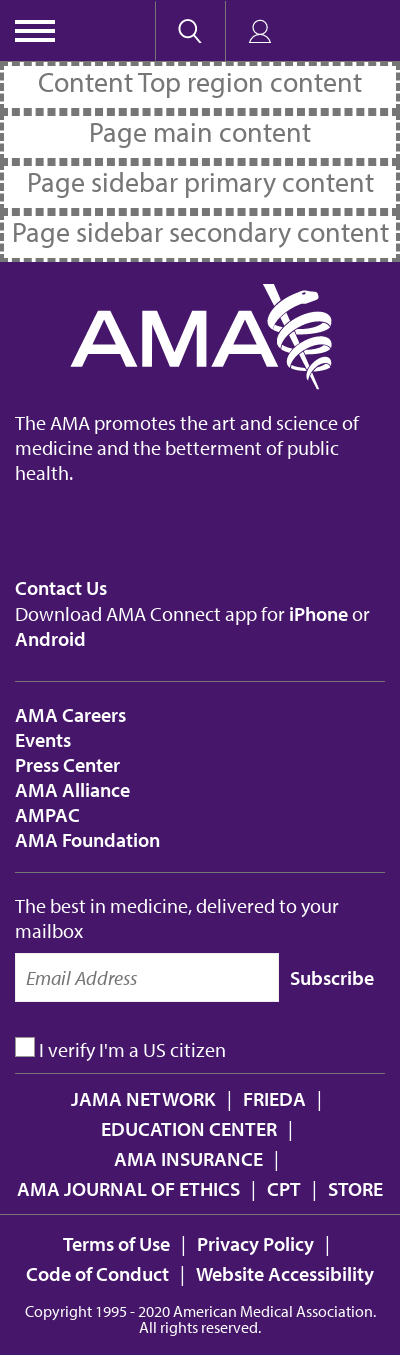 Content Top region content
Page main content
Page sidebar primary content
Page sidebar secondary content
AMA
The AMA promotes the art and science of
medicine and the betterment of public
health.
Contact Us
Download AMA Connect app for iPhone or
Android
AMA Careers
Events
Press Center
AMA Alliance
AMPAC
AMA Foundation
The best in medicine, delivered to your
mailbox
Email Address Subscribe
I verify I'm a US citizen
JAMA NETWORK | FRIEDA |
EDUCATION CENTER |
AMA INSURANCE |
AMA JOURNAL OF ETHICS | CPT | STORE
Terms of Use | Privacy Policy |
Code of Conduct | Website Accessibility
Copyright 1995 - 2020 American Medical Association.
All rights reserved.